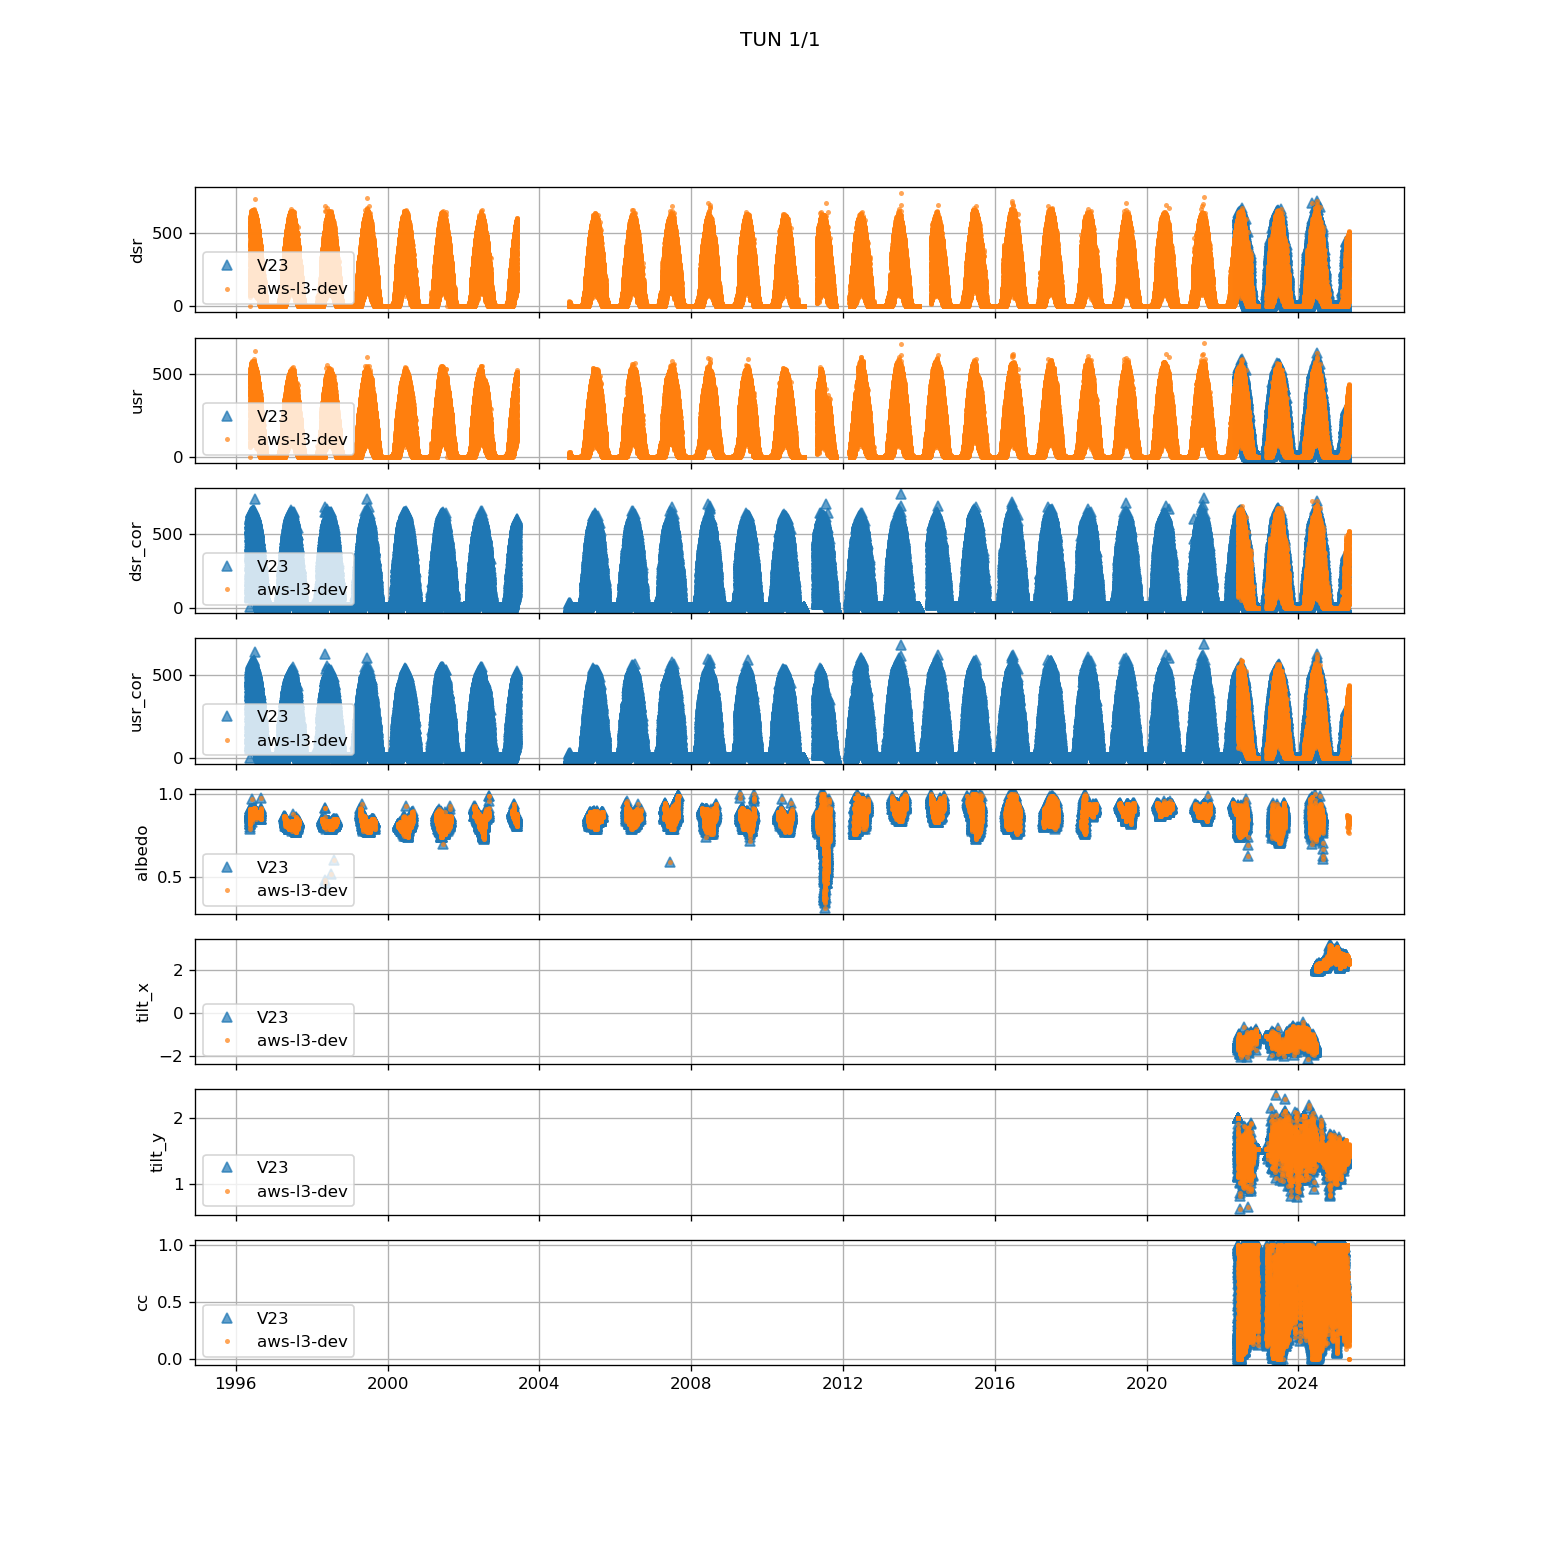 TUN 1/1
dsr
500
0
V23
aws-l3-dev
usr
500
0
V23
aws-l3-dev
dsr_cor
500
0
V23
aws-l3-dev
usr_cor
500
0
V23
aws-l3-dev
albedo
1.0
0.5
V23
aws-l3-dev
tilt_x
2
0
−2
V23
aws-l3-dev
tilt_y
2
1
V23
aws-l3-dev
cc
1.0
0.5
0.0
V23
aws-l3-dev
1996 2000 2004 2008 2012 2016 2020 2024